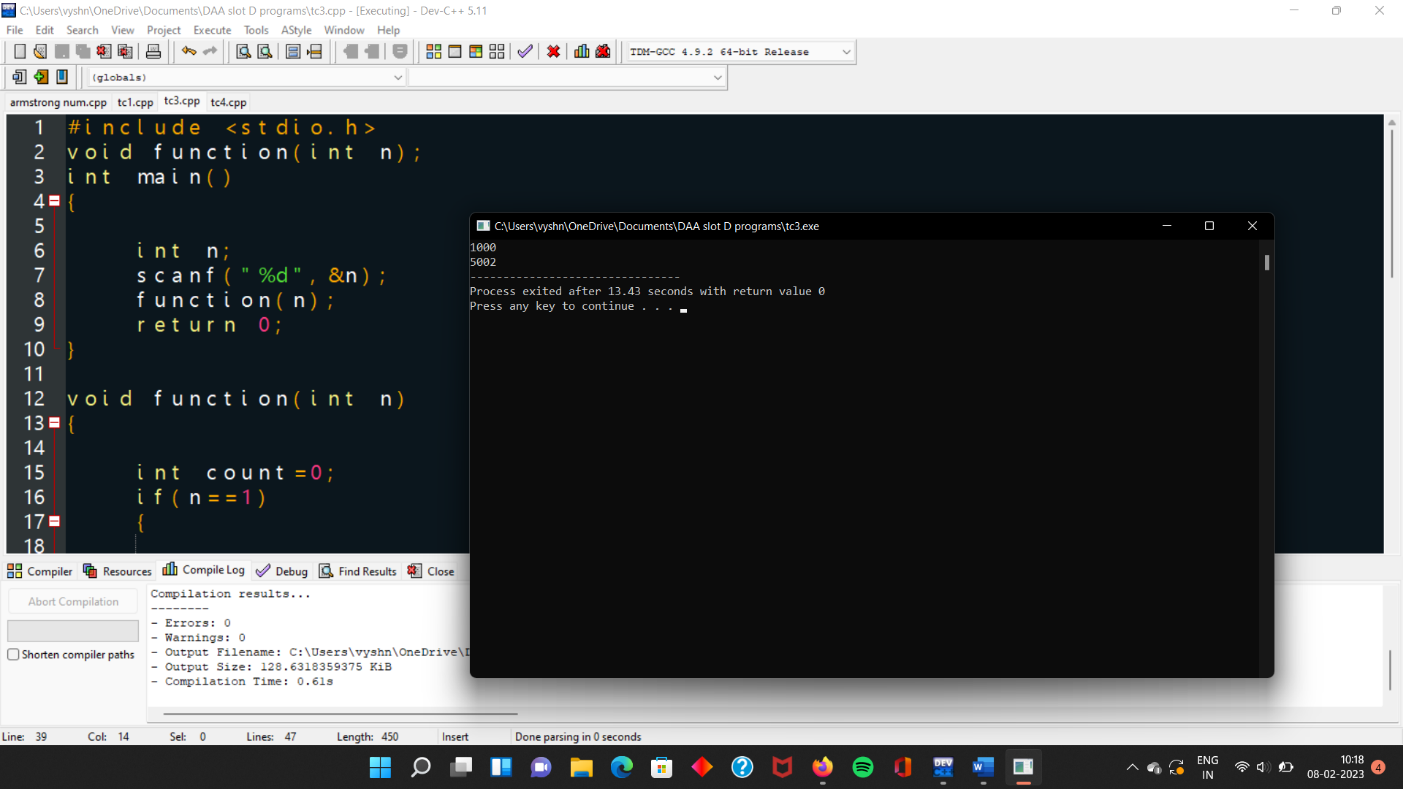 C:\Users\vyshn\OneDrive\Documents\DAA slot D programs\tc3.cpp - [Executing] - Dev-C++ 5.11
File Edit Search View Project Execute Tools AStyle Window Help
TDM-GCC 4.9.2 64-bit Release
(globals)
armstrong num.cpp tc1.cpp tc3.cpp tc4.cpp
1 #include <stdio.h>
2 void function(int n);
3 int main()
4 {
5
6 int n;
7 scanf("%d",&n);
8 function(n);
9 return 0;
10 }
11
12 void function(int n)
13 {
14
15 int count=0;
16 if(n==1)
17 {
18
C:\Users\vyshn\OneDrive\Documents\DAA slot D programs\tc3.exe
1000
5002
--------------------------------
Process exited after 13.43 seconds with return value 0
Press any key to continue . . .
Compiler Resources Compile Log Debug Find Results Close
Abort Compilation
Shorten compiler paths
Compilation results...
--------
- Errors: 0
- Warnings: 0
- Output Filename: C:\Users\vyshn\OneDrive\
- Output Size: 128.6318359375 KiB
- Compilation Time: 0.61s
Line: 39 Col: 14 Sel: 0 Lines: 47 Length: 450 Insert Done parsing in 0 seconds
DEV
W
ENG
IN
10:18
08-02-2023
4